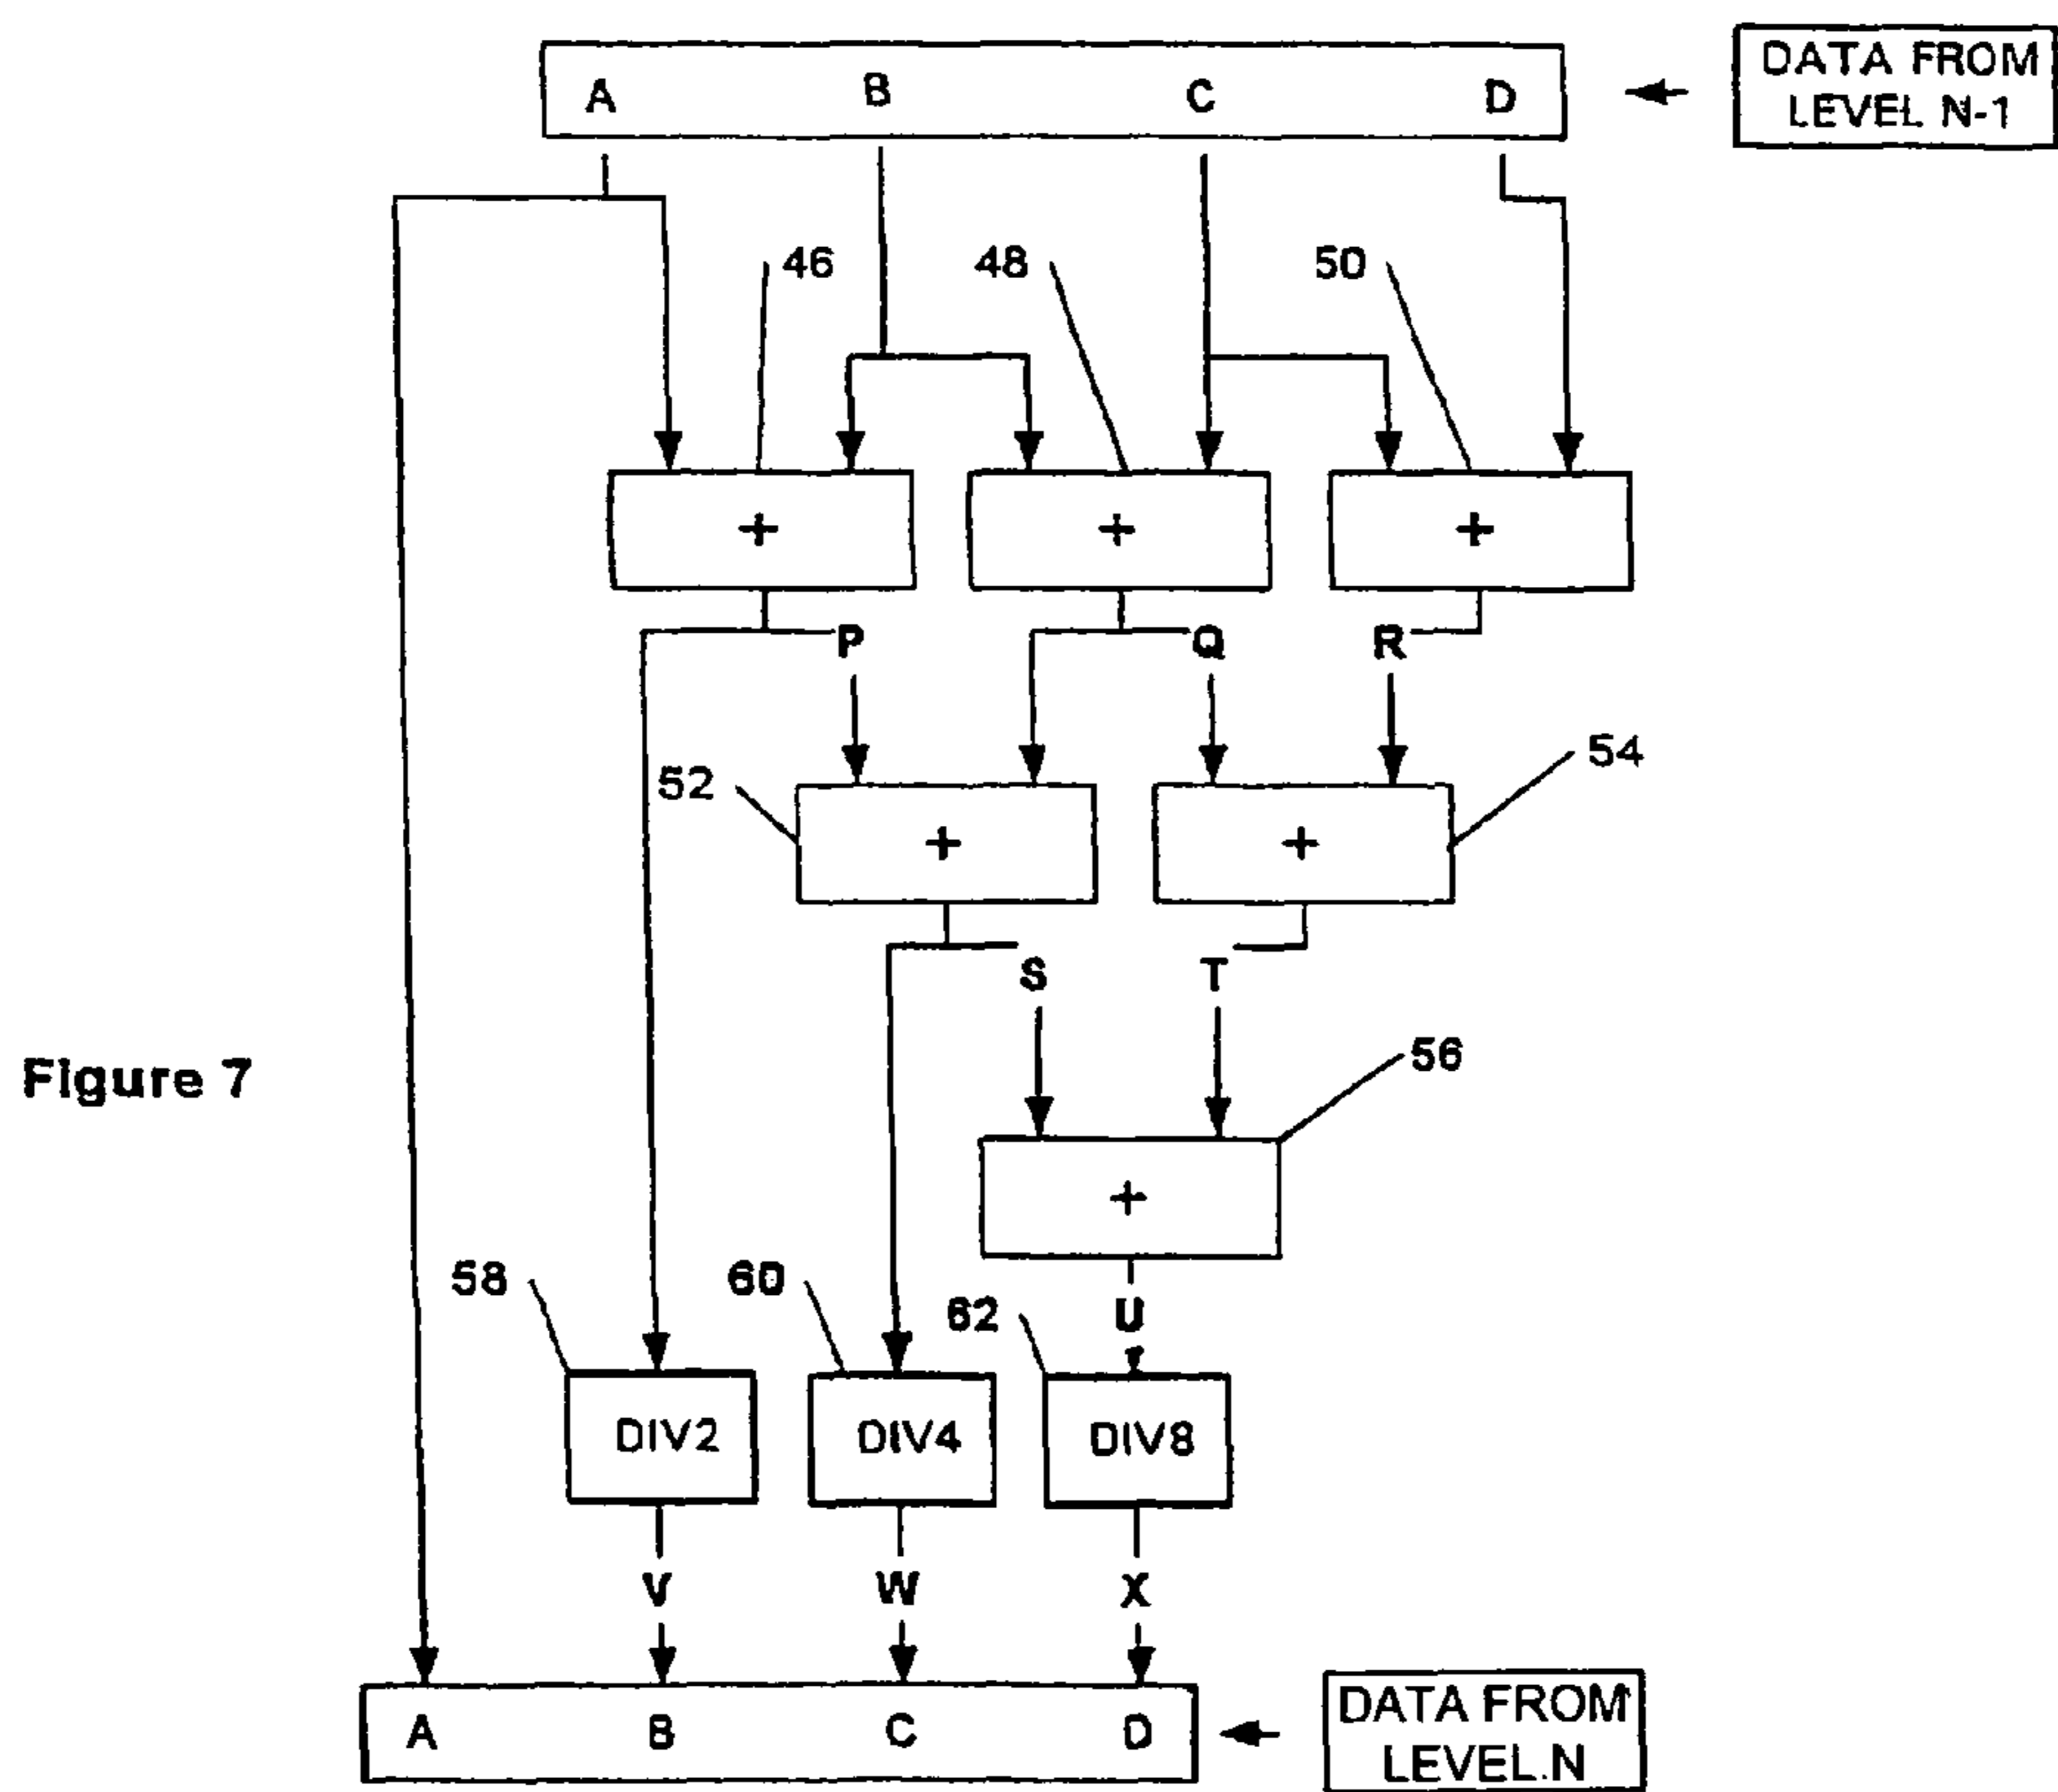 DATA FROM
LEVEL N-1
A B C D
46 48 50
+ + +
P Q R
52 54
+ +
S T
Figure 7
56
+
58 60 62 U
DIV2 DIV4 DIV8
V W X
A B C D
DATA FROM
LEVEL.N